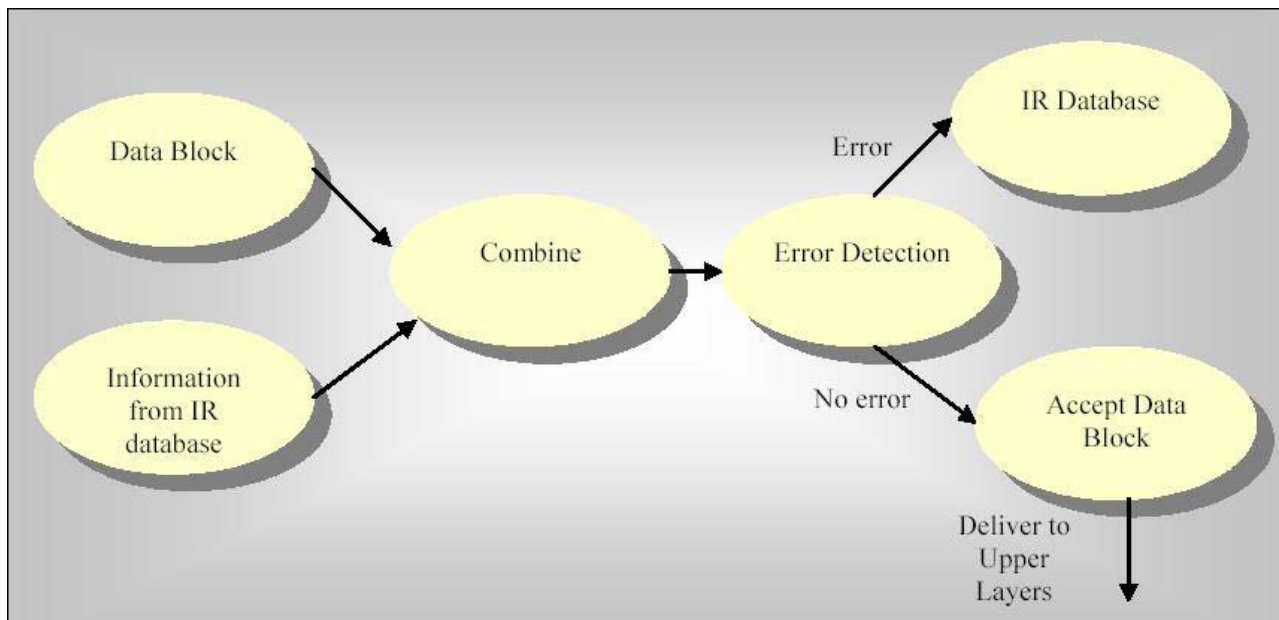 Data Block
Information
from IR
database
Combine
Error Detection
Error
IR Database
No error
Accept Data
Block
Deliver to
Upper
Layers